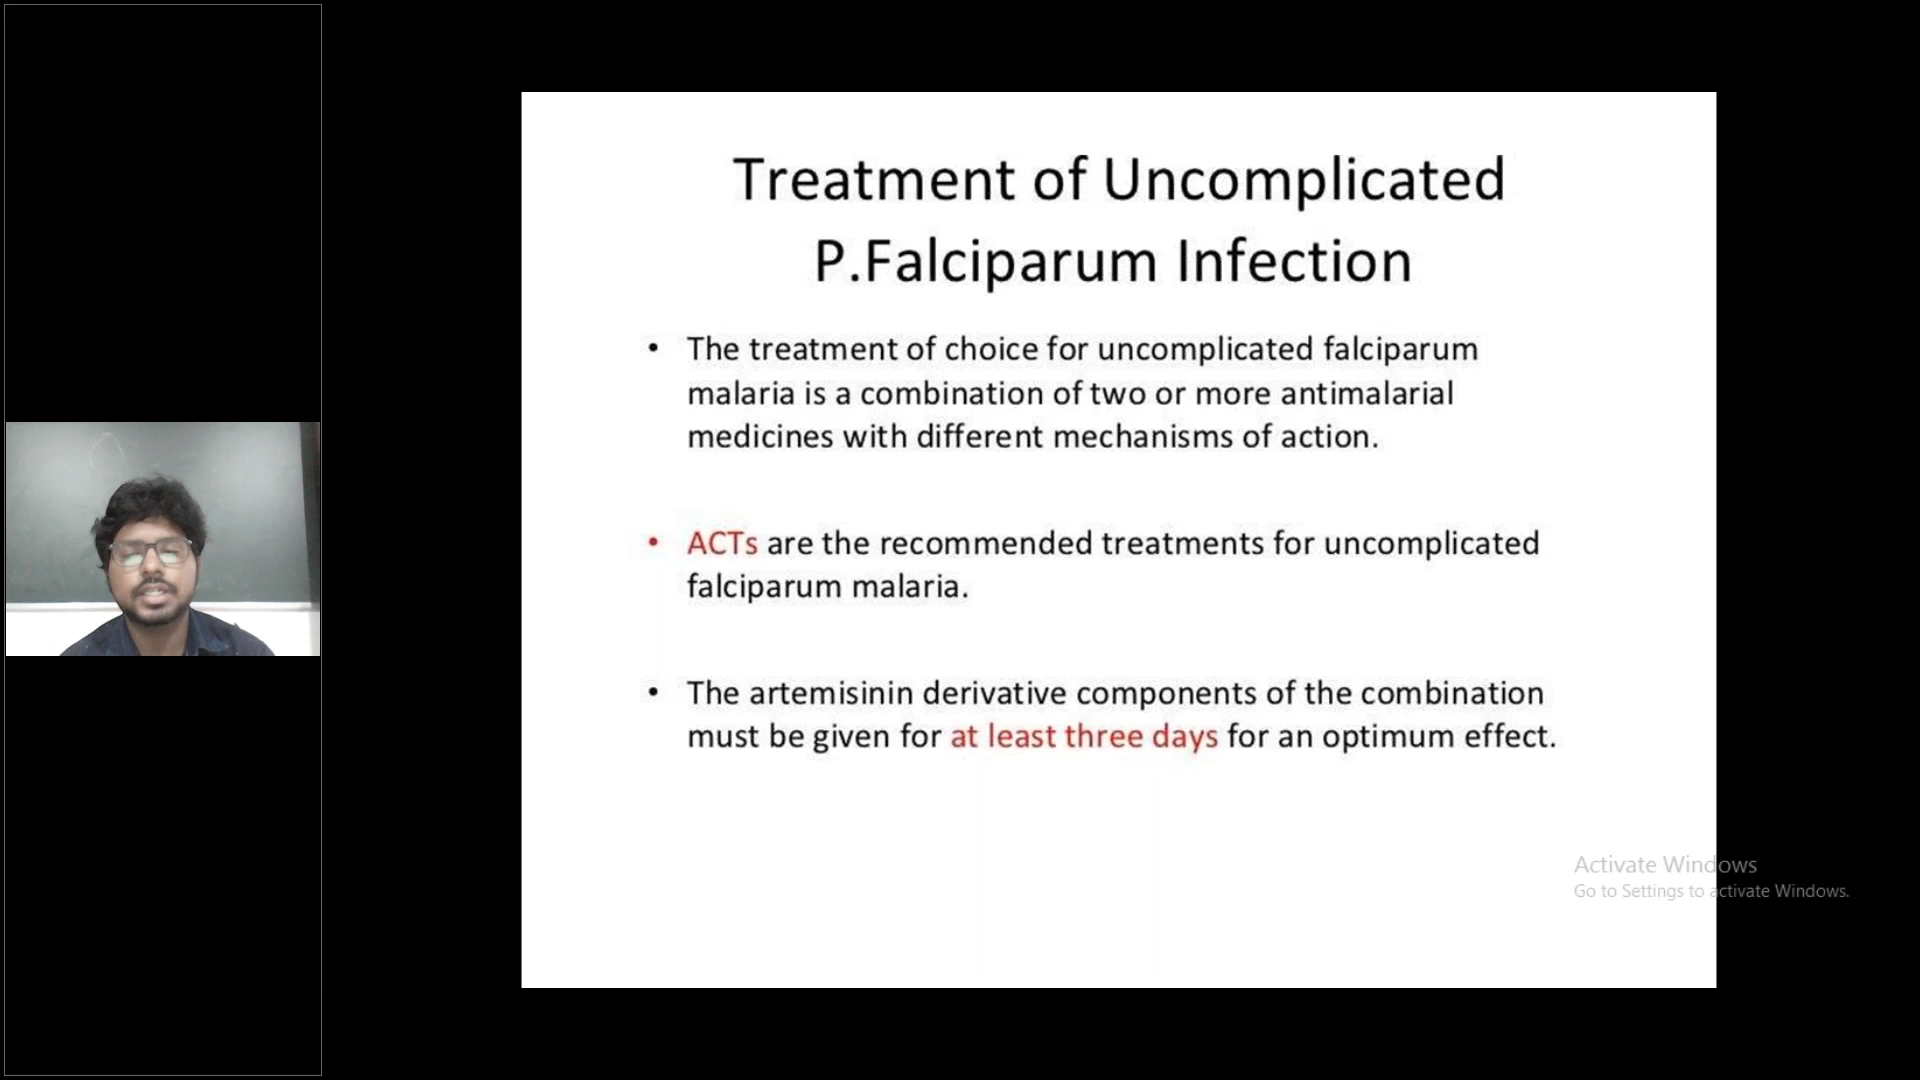 Treatment of Uncomplicated
P.Falciparum Infection
• The treatment of choice for uncomplicated falciparum
malaria is a combination of two or more antimalarial
medicines with different mechanisms of action.
• ACTs are the recommended treatments for uncomplicated
falciparum malaria.
• The artemisinin derivative components of the combination
must be given for at least three days for an optimum effect.
Activate Windows
Go to Settings to activate Windows.